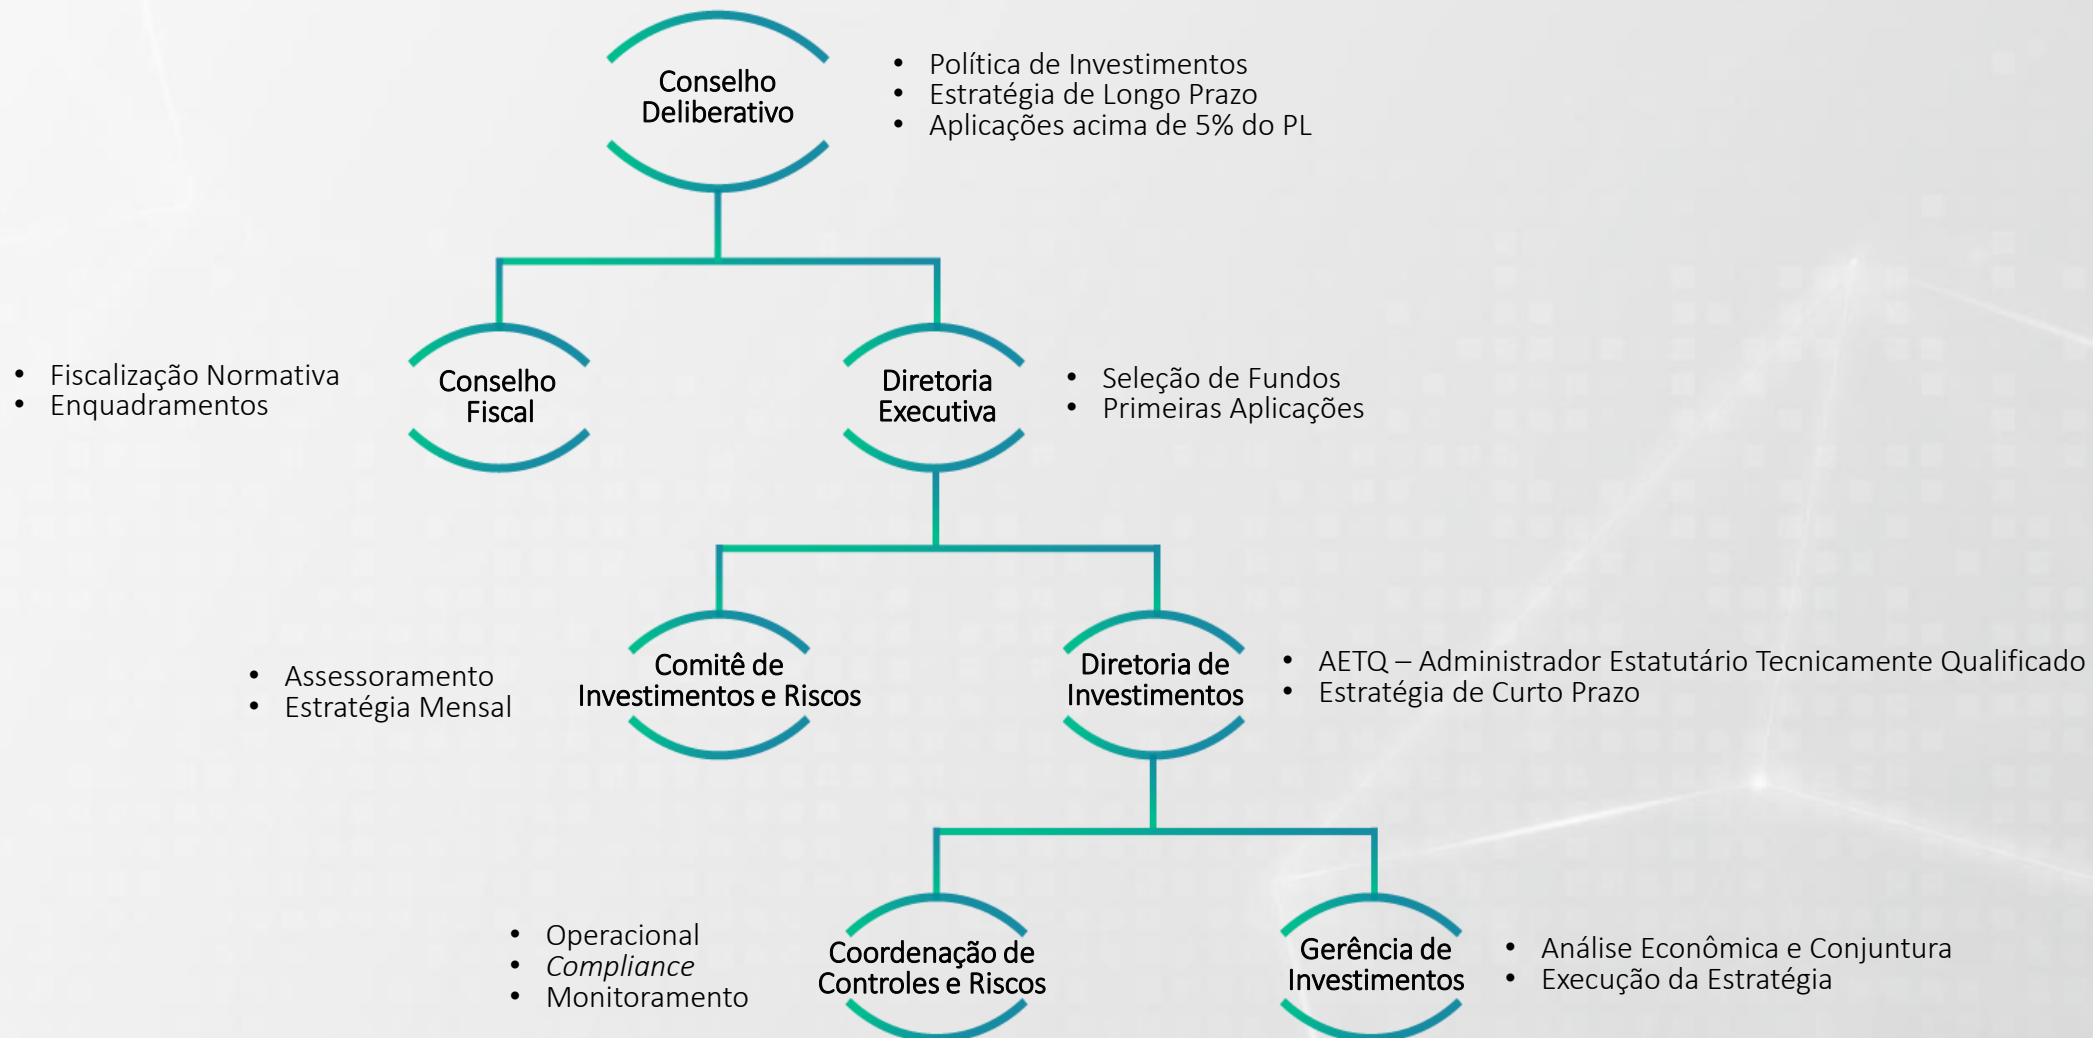 Conselho
Deliberativo
• Política de Investimentos
• Estratégia de Longo Prazo
• Aplicações acima de 5% do PL
• Fiscalização Normativa
• Enquadramentos
Conselho
Fiscal
Diretoria
Executiva
• Seleção de Fundos
• Primeiras Aplicações
• Assessoramento
• Estratégia Mensal
Comitê de
Investimentos e Riscos
Diretoria de
Investimentos
• AETQ – Administrador Estatutário Tecnicamente Qualificado
• Estratégia de Curto Prazo
• Operacional
• Compliance
• Monitoramento
Coordenação de
Controles e Riscos
Gerência de
Investimentos
• Análise Econômica e Conjuntura
• Execução da Estratégia